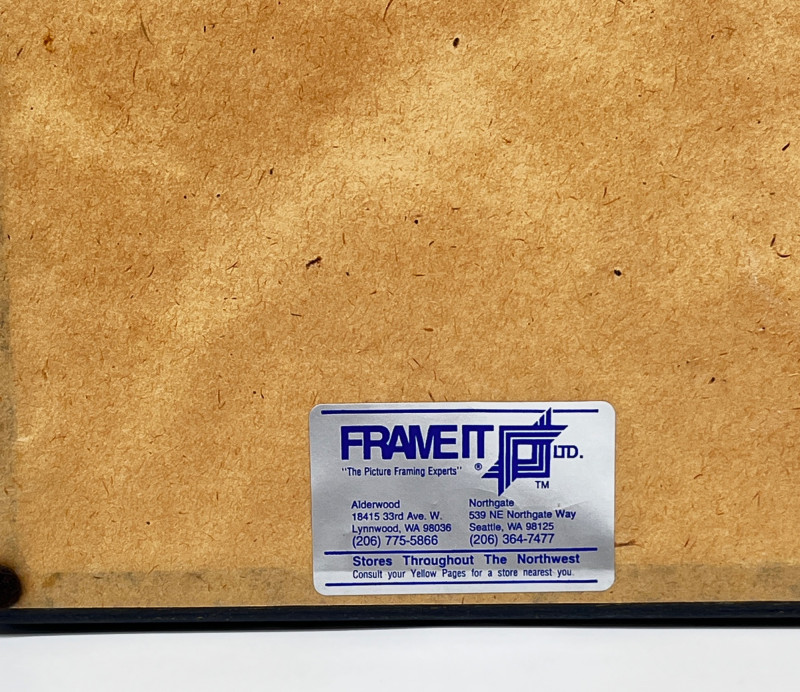 FRAME IT LTD.
"The Picture Framing Experts" ®
TM
Alderwood
18415 33rd Ave. W.
Lynnwood, WA 98036
(206) 775-5866
Northgate
539 NE Northgate Way
Seattle, WA 98125
(206) 364-7477
Stores Throughout The Northwest
Consult your Yellow Pages for a store nearest you.